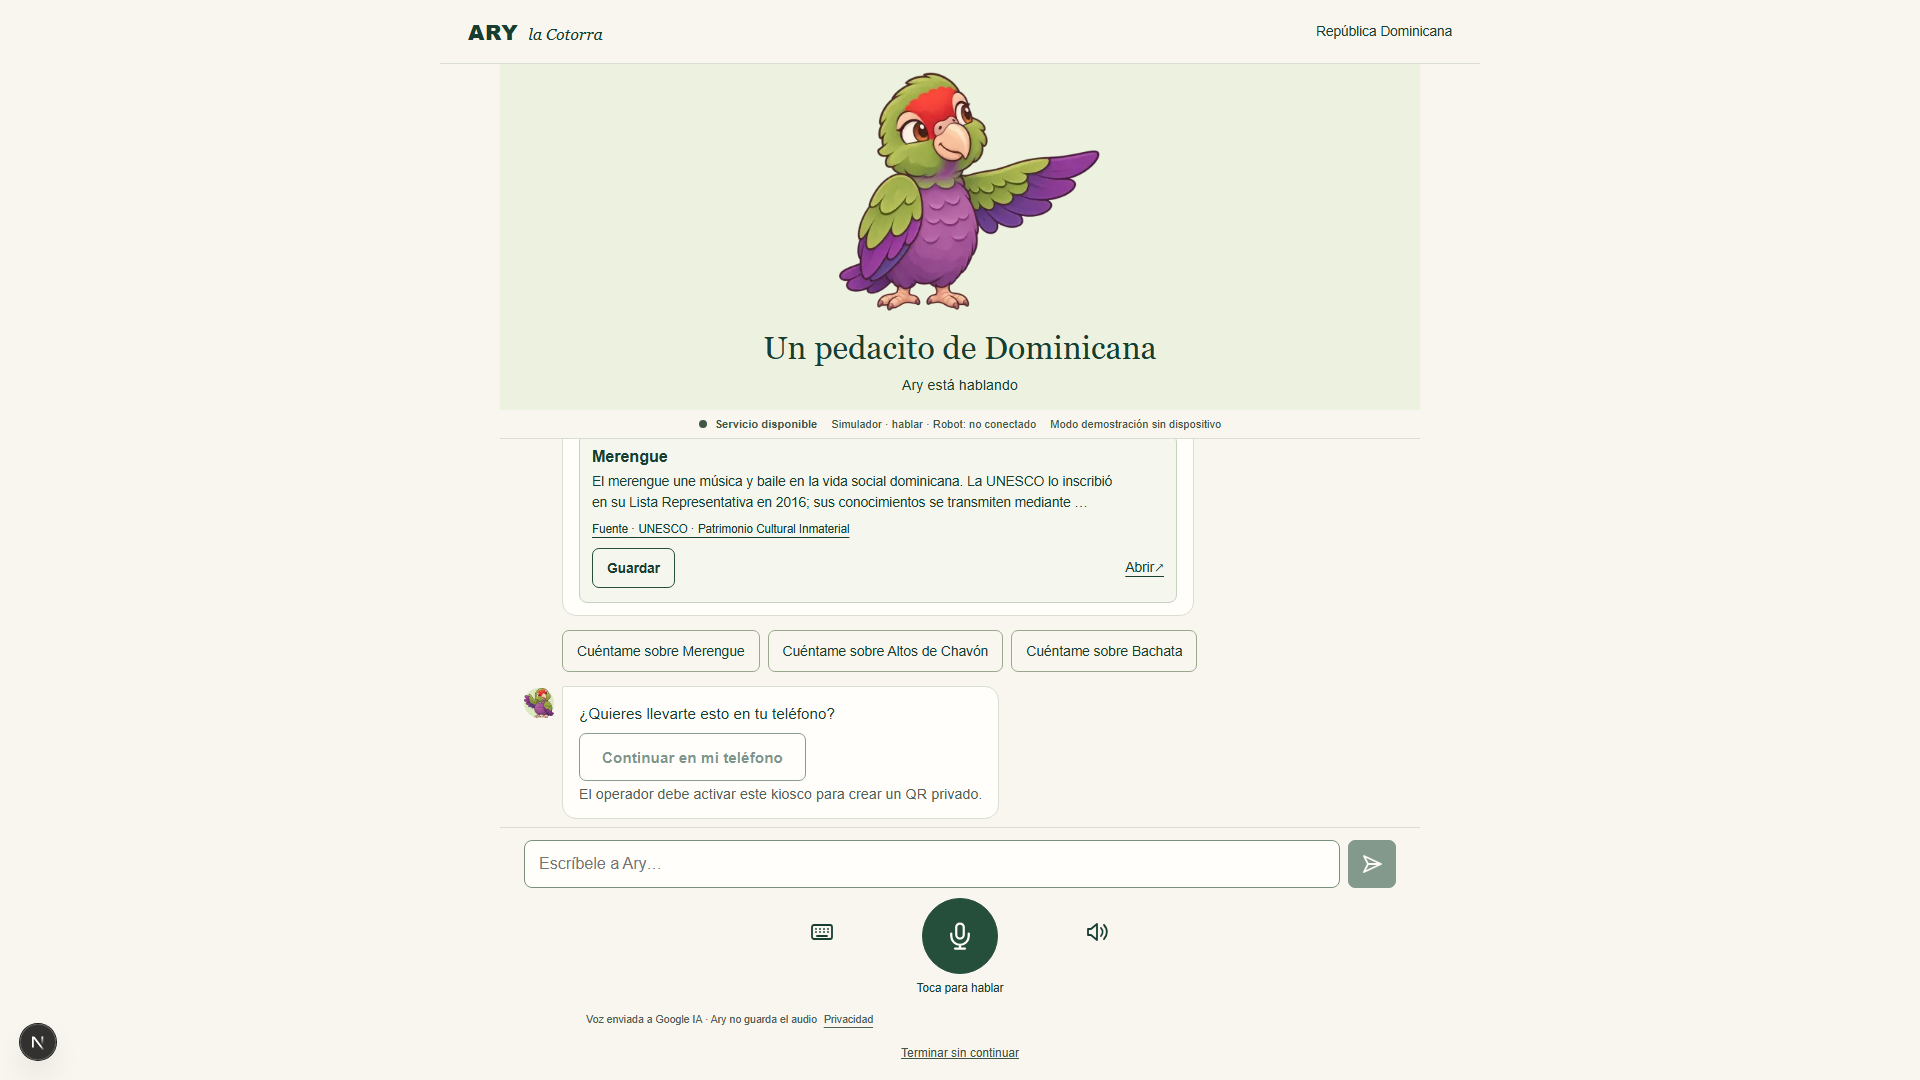 ARY la Cotorra
República Dominicana
Un pedacito de Dominicana
Ary está hablando
Servicio disponible Simulador · hablar · Robot: no conectado Modo demostración sin dispositivo
Merengue
El merengue une música y baile en la vida social dominicana. La UNESCO lo inscribió
en su Lista Representativa en 2016; sus conocimientos se transmiten mediante …
Fuente · UNESCO · Patrimonio Cultural Inmaterial
Guardar
Abrir↗
Cuéntame sobre Merengue
Cuéntame sobre Altos de Chavón
Cuéntame sobre Bachata
¿Quieres llevarte esto en tu teléfono?
Continuar en mi teléfono
El operador debe activar este kiosco para crear un QR privado.
Escríbele a Ary…
Toca para hablar
Voz enviada a Google IA · Ary no guarda el audio Privacidad
Terminar sin continuar
N